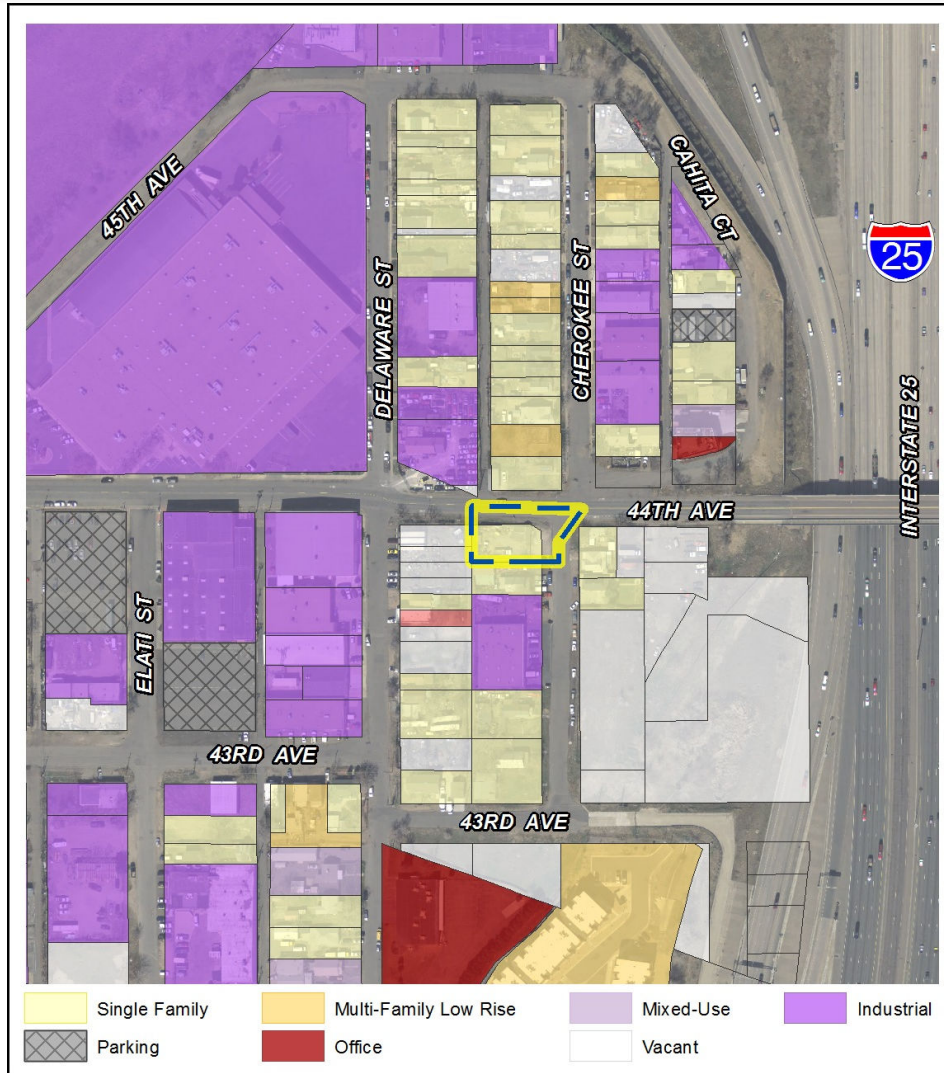 45TH AVE
CAHITA CT
25
DELAWARE ST
CHEROKEE ST
INTERSTATE 25
44TH AVE
ELATI ST
43RD AVE
43RD AVE
Single Family
Multi-Family Low Rise
Mixed-Use
Industrial
Parking
Office
Vacant